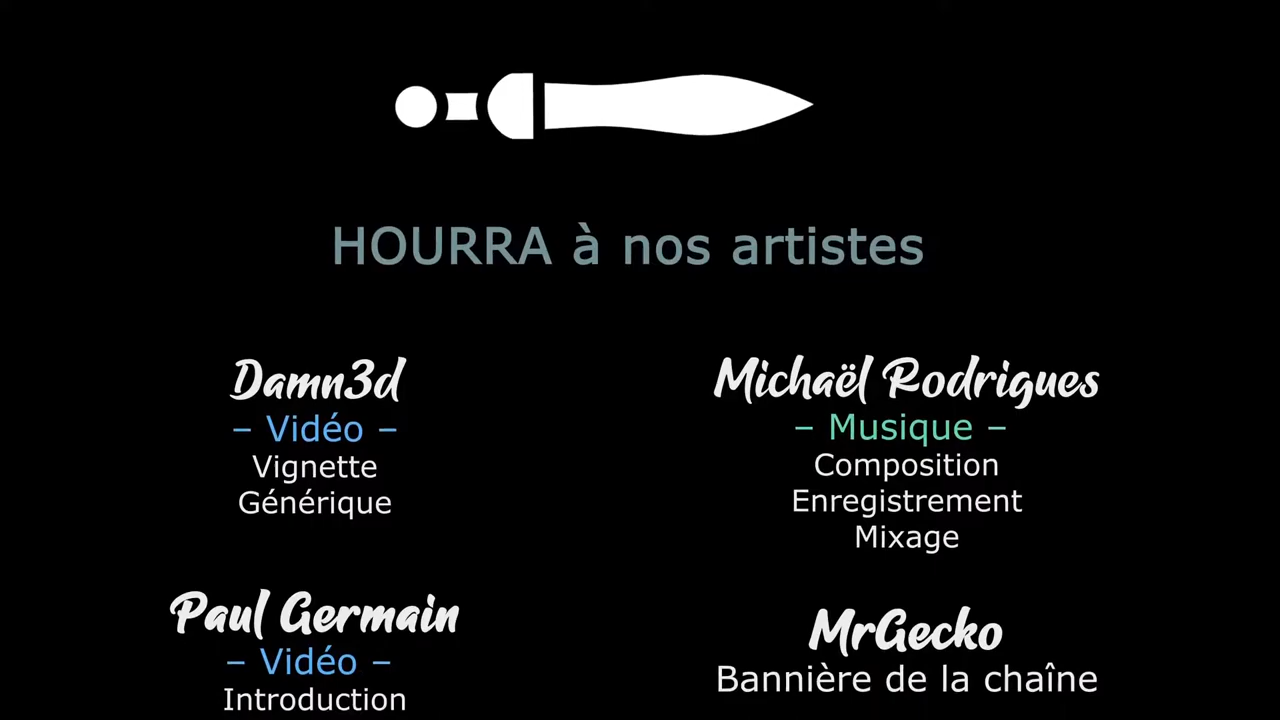 HOURRA à nos artistes
Damn3d
– Vidéo –
Vignette
Générique
Michaël Rodrigues
– Musique –
Composition
Enregistrement
Mixage
Paul Germain
– Vidéo –
Introduction
MrGecko
Bannière de la chaîne